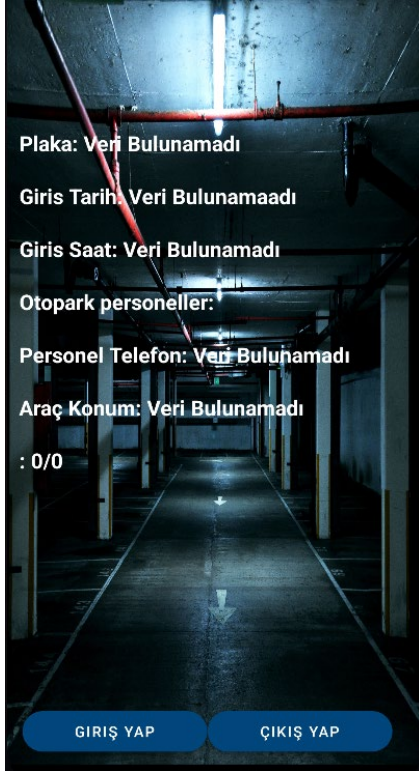 Plaka: Veri Bulunamadı
Giris Tarih: Veri Bulunamaadı
Giris Saat: Veri Bulunamadı
Otopark personeller:
Personel Telefon: Veri Bulunamadı
Araç Konum: Veri Bulunamadı
: 0/0
GIRIŞ YAP
ÇIKIŞ YAP